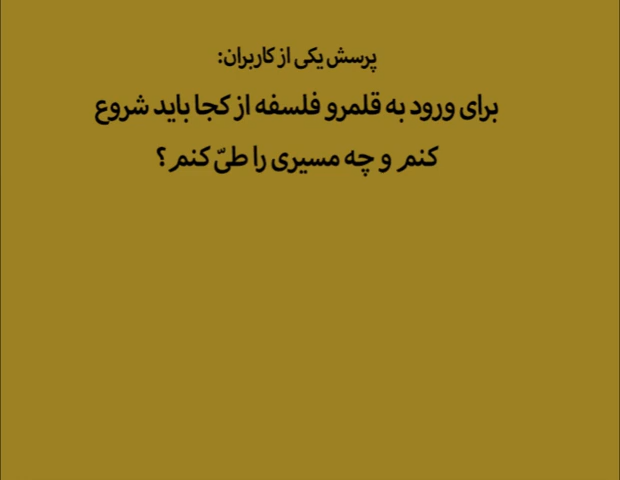 پرسش یکی از کاربران:
برای ورود به قلمرو فلسفه از کجا باید شروع
کنم و چه مسیری را طیّ کنم؟